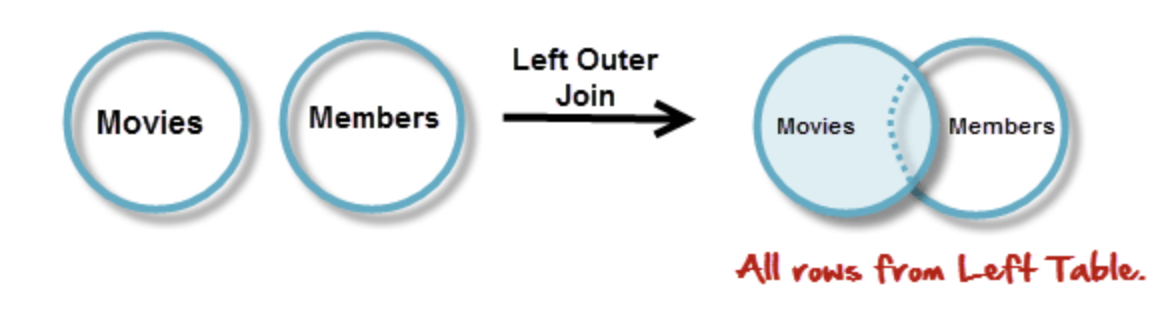 Movies
Members
Left Outer
Join
Movies
Members
All rows from Left Table.